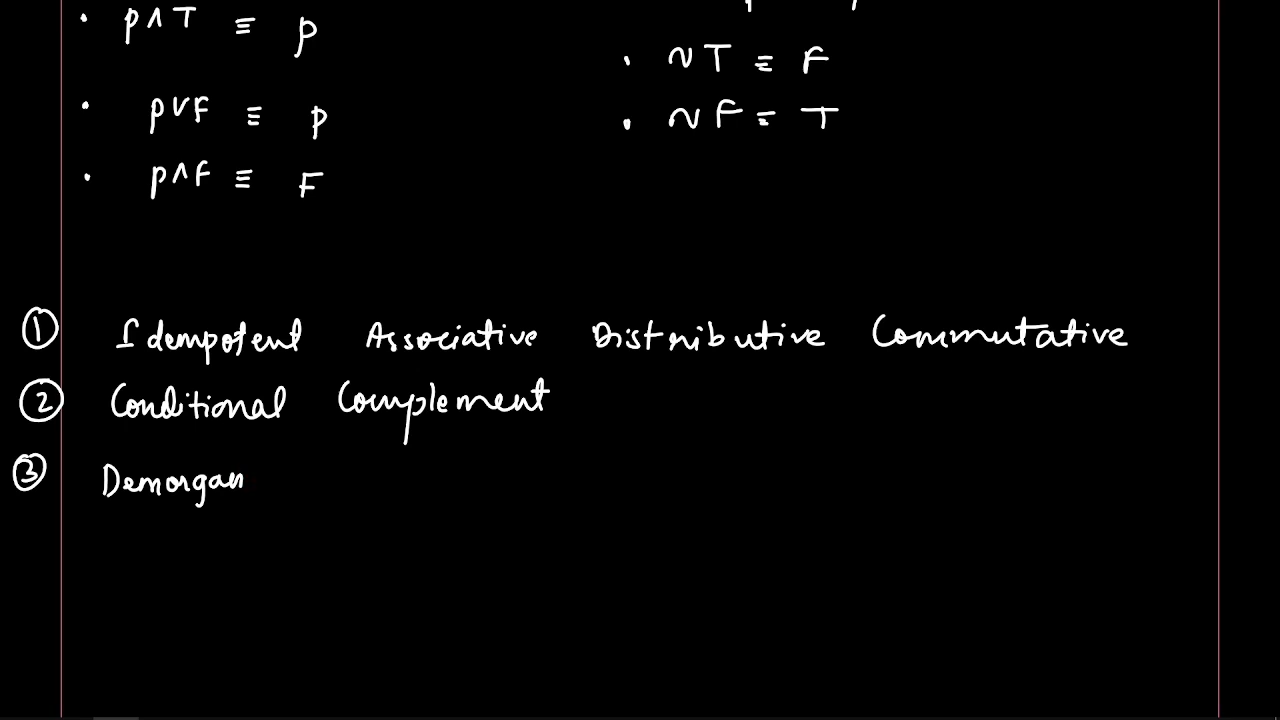 • p∧T ≡ p
• p∨F ≡ p
• p∧F ≡ F
• ~T ≡ F
• ~F ≡ T
① Idempotent Associative Distributive Commutative
② Conditional Complement
③ Demorgan